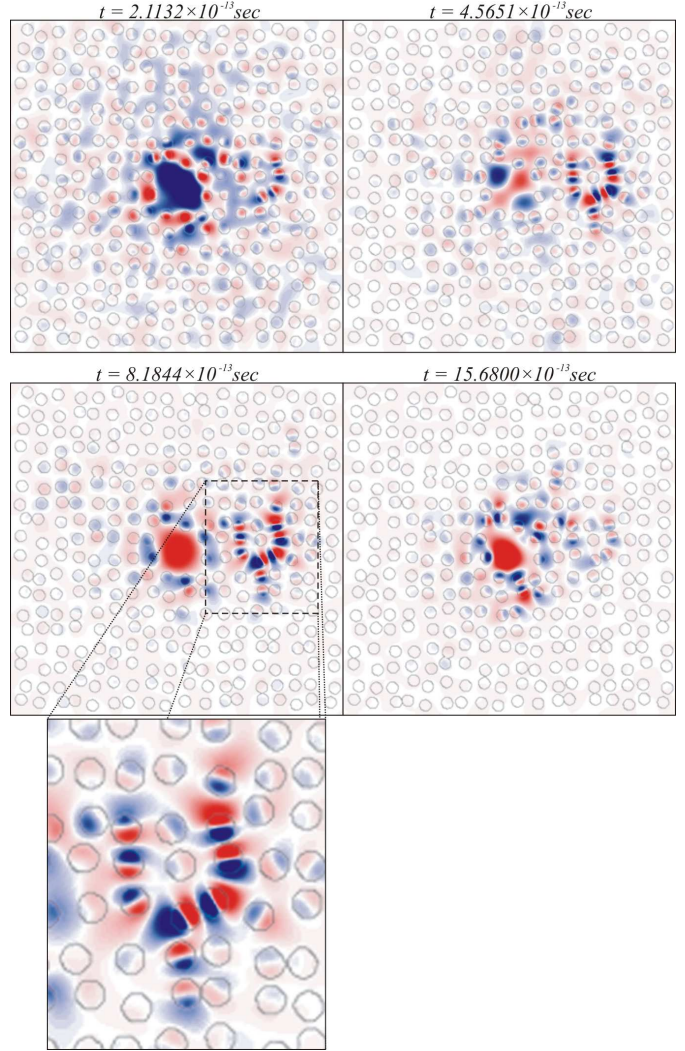 t = 2.1132×10⁻¹³sec
t = 4.5651×10⁻¹³sec
t = 8.1844×10⁻¹³sec
t = 15.6800×10⁻¹³sec